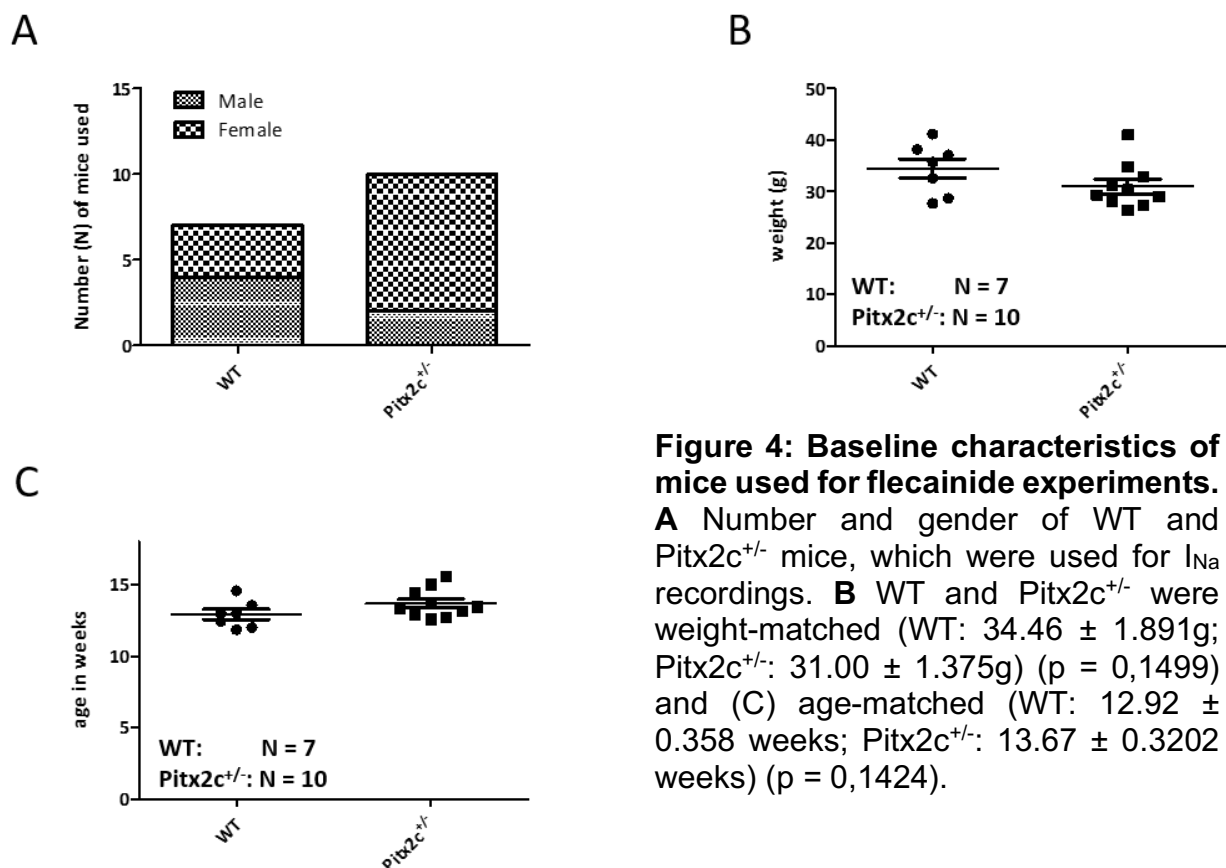 A
Number (N) of mice used
15
10
5
0
Male
Female
WT
Pitx2c+/-
B
weight (g)
50
40
30
20
10
0
WT: N = 7
Pitx2c+/-: N = 10
WT
Pitx2c+/-
C
age in weeks
15
10
5
0
WT: N = 7
Pitx2c+/-: N = 10
WT
Pitx2c+/-
Figure 4: Baseline characteristics of
mice used for flecainide experiments.
A Number and gender of WT and
Pitx2c+/- mice, which were used for INa
recordings. B WT and Pitx2c+/- were
weight-matched (WT: 34.46 ± 1.891g;
Pitx2c+/-: 31.00 ± 1.375g) (p = 0,1499)
and (C) age-matched (WT: 12.92 ±
0.358 weeks; Pitx2c+/-: 13.67 ± 0.3202
weeks) (p = 0,1424).